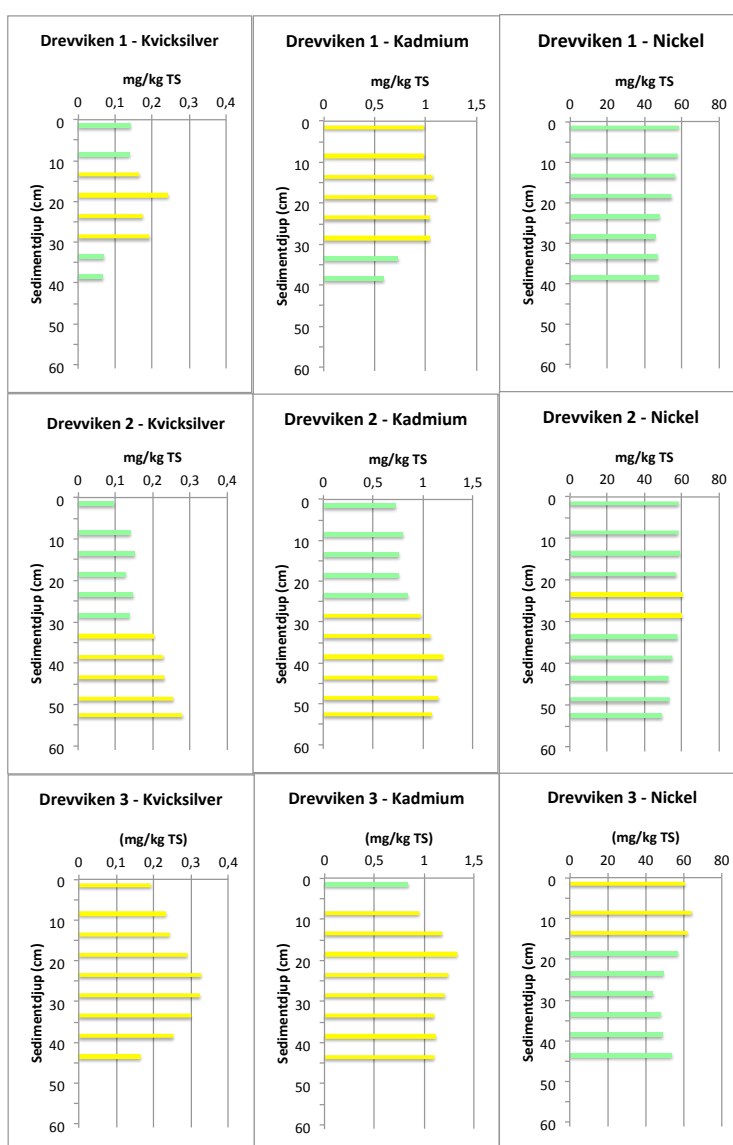 Drevviken 1 - Kvicksilver
mg/kg TS
0 0,1 0,2 0,3 0,4
Sedimentdjup (cm)
0
10
20
30
40
50
60
Drevviken 1 - Kadmium
mg/kg TS
0 0,5 1 1,5
Sedimentdjup (cm)
0
10
20
30
40
50
60
Drevviken 1 - Nickel
mg/kg TS
0 20 40 60 80
Sedimentdjup (cm)
0
10
20
30
40
50
60
Drevviken 2 - Kvicksilver
mg/kg TS
0 0,1 0,2 0,3 0,4
Sedimentdjup (cm)
0
10
20
30
40
50
60
Drevviken 2 - Kadmium
mg/kg TS
0 0,5 1 1,5
Sedimentdjup (cm)
0
10
20
30
40
50
60
Drevviken 2 - Nickel
mg/kg TS
0 20 40 60 80
Sedimentdjup (cm)
0
10
20
30
40
50
60
Drevviken 3 - Kvicksilver
(mg/kg TS)
0 0,1 0,2 0,3 0,4
Sedimentdjup (cm)
0
10
20
30
40
50
60
Drevviken 3 - Kadmium
(mg/kg TS)
0 0,5 1 1,5
Sedimentdjup (cm)
0
10
20
30
40
50
60
Drevviken 3 - Nickel
(mg/kg TS)
0 20 40 60 80
Sedimentdjup (cm)
0
10
20
30
40
50
60